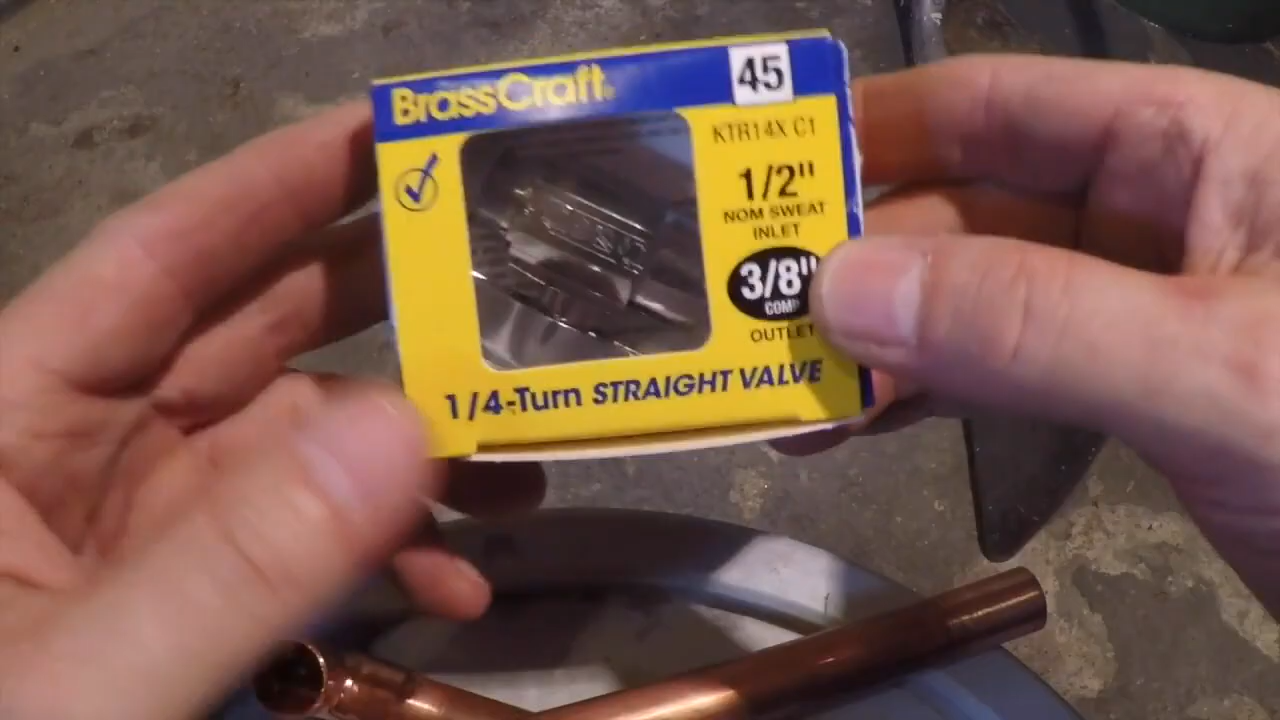 BrassCraft®
45
KTR14X C1
1/2"
NOM SWEAT
INLET
3/8"
COMP
OUTLET
1/4-Turn STRAIGHT VALVE